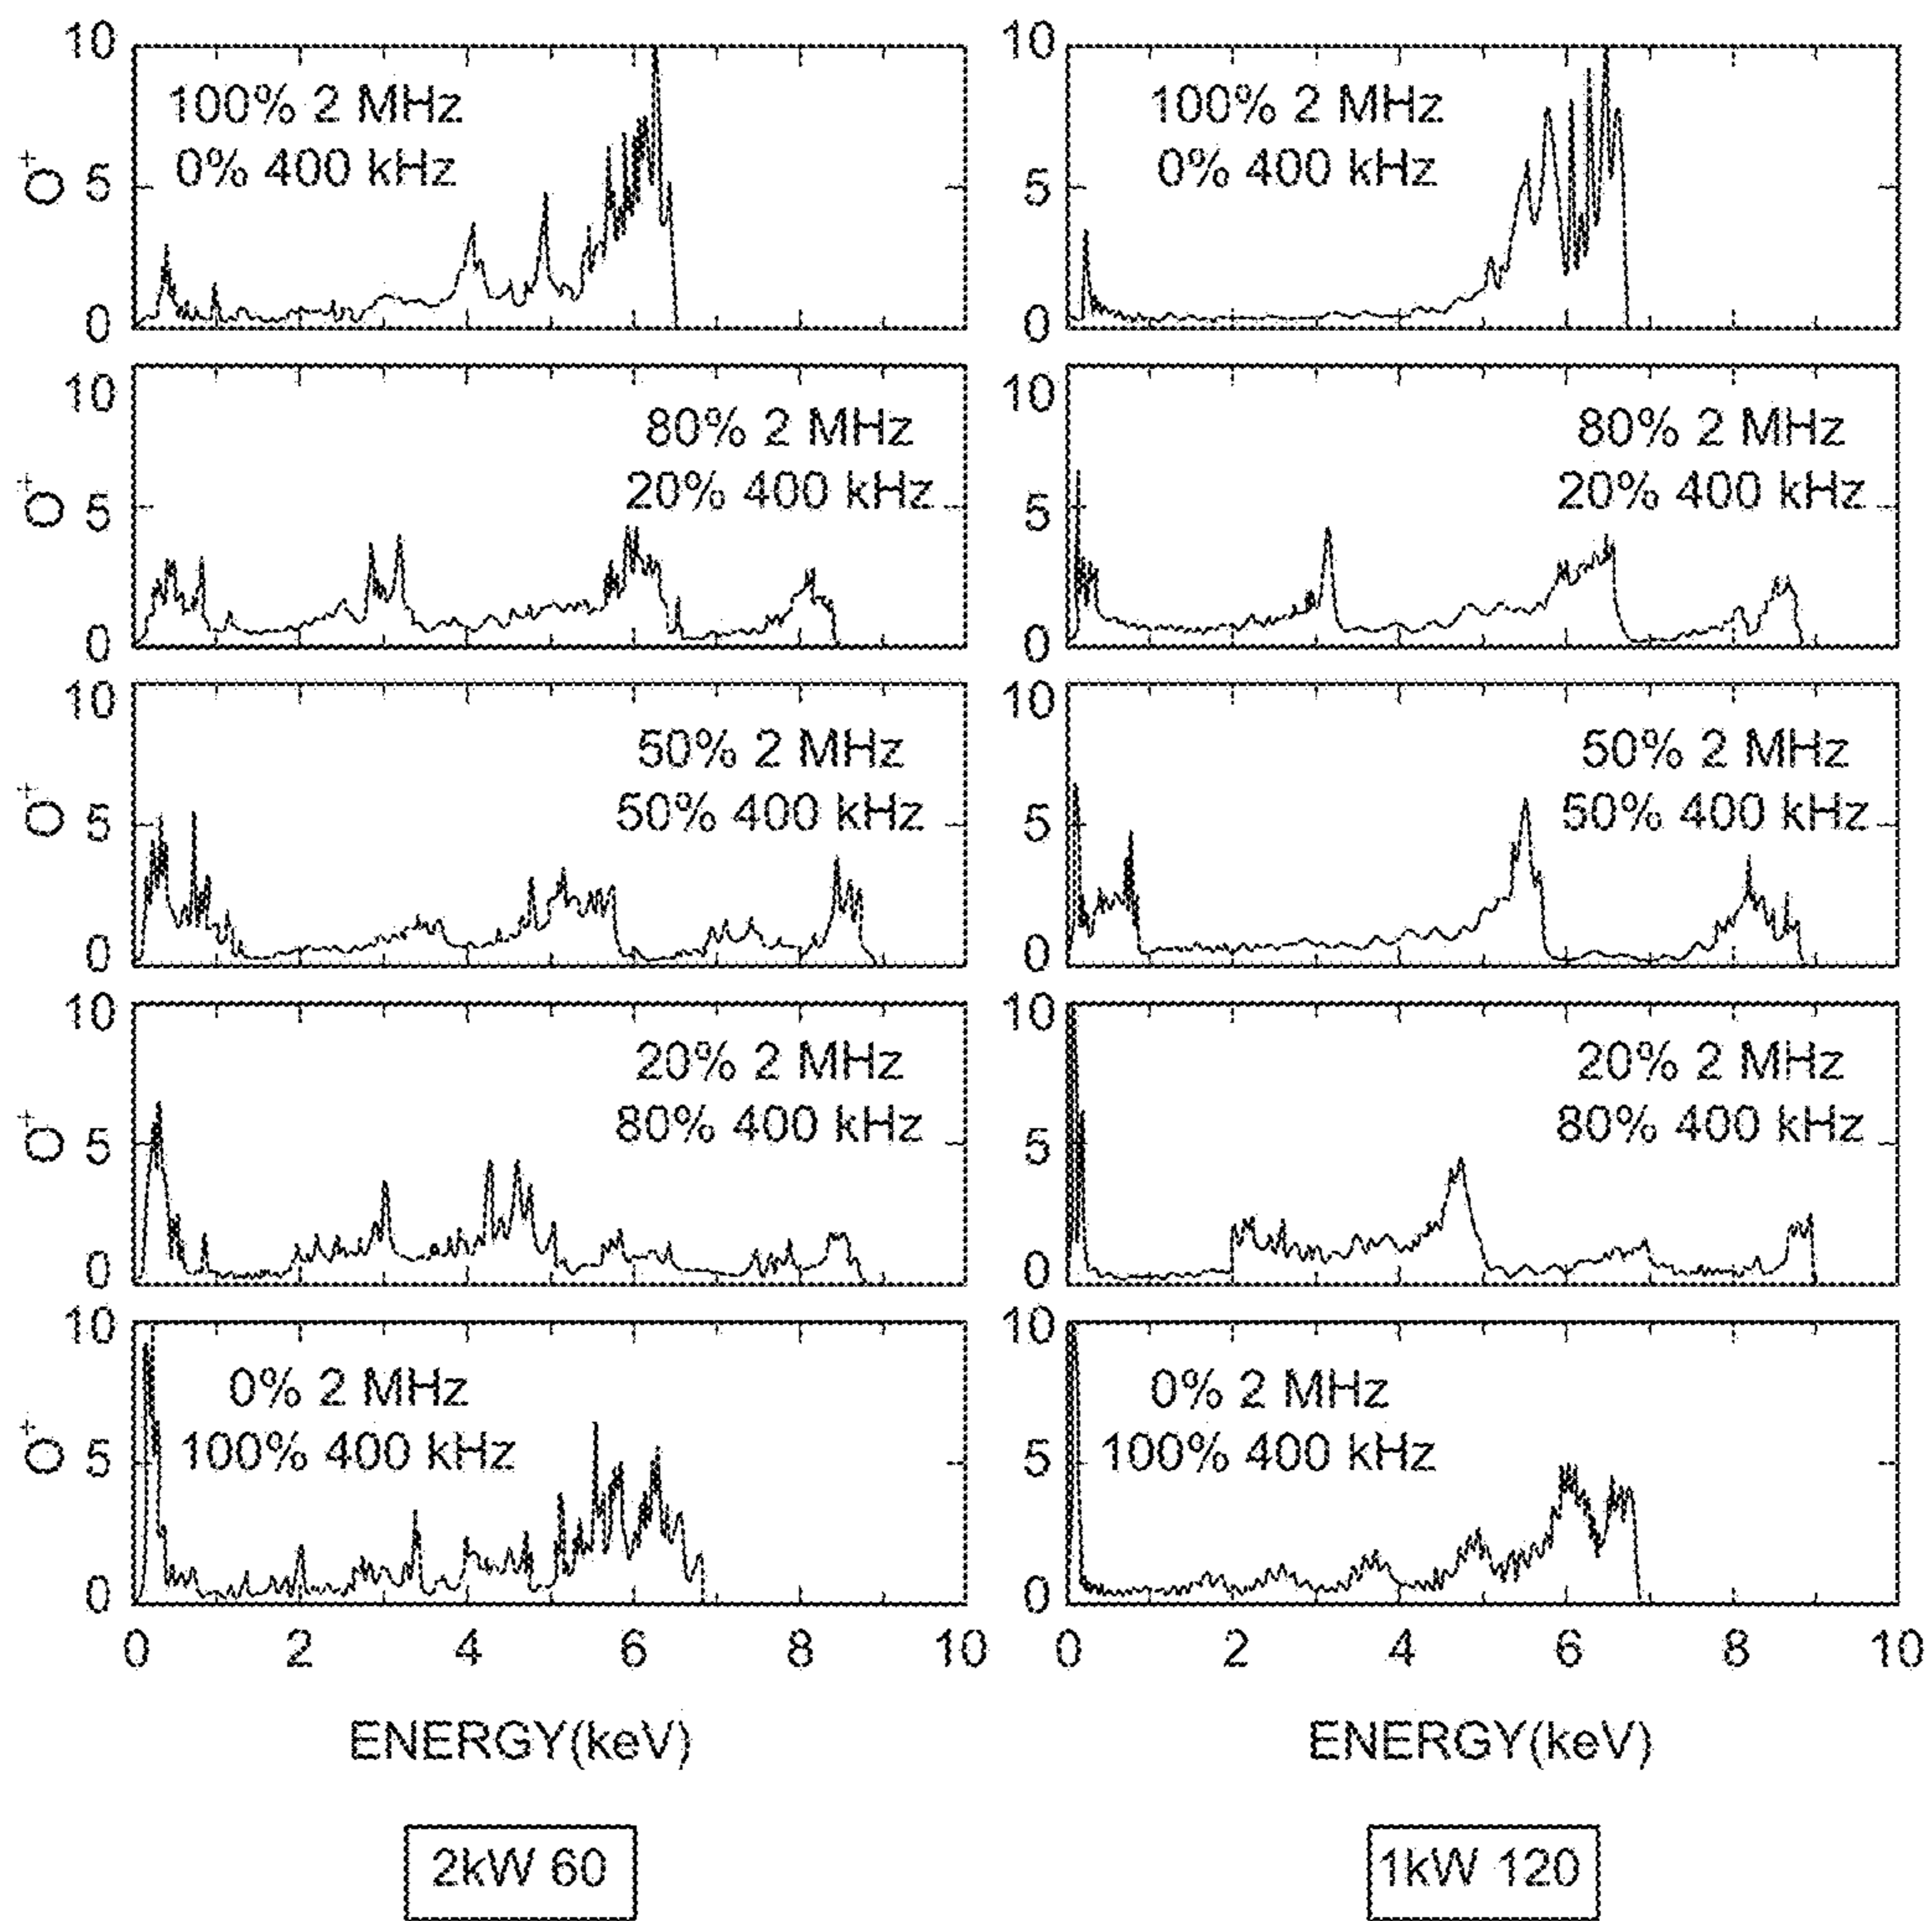 10
100% 2 MHz
0% 400 kHz
O+
5
0
10
100% 2 MHz
0% 400 kHz
5
0
10
80% 2 MHz
20% 400 kHz
O+
5
0
10
80% 2 MHz
20% 400 kHz
5
0
10
50% 2 MHz
50% 400 kHz
O+
5
0
10
50% 2 MHz
50% 400 kHz
5
0
10
20% 2 MHz
80% 400 kHz
O+
5
0
10
20% 2 MHz
80% 400 kHz
5
0
10
0% 2 MHz
100% 400 kHz
O+
5
0
10
0% 2 MHz
100% 400 kHz
5
0
0 2 4 6 8 10
0 2 4 6 8 10
ENERGY(keV)
ENERGY(keV)
2kW 60
1kW 120